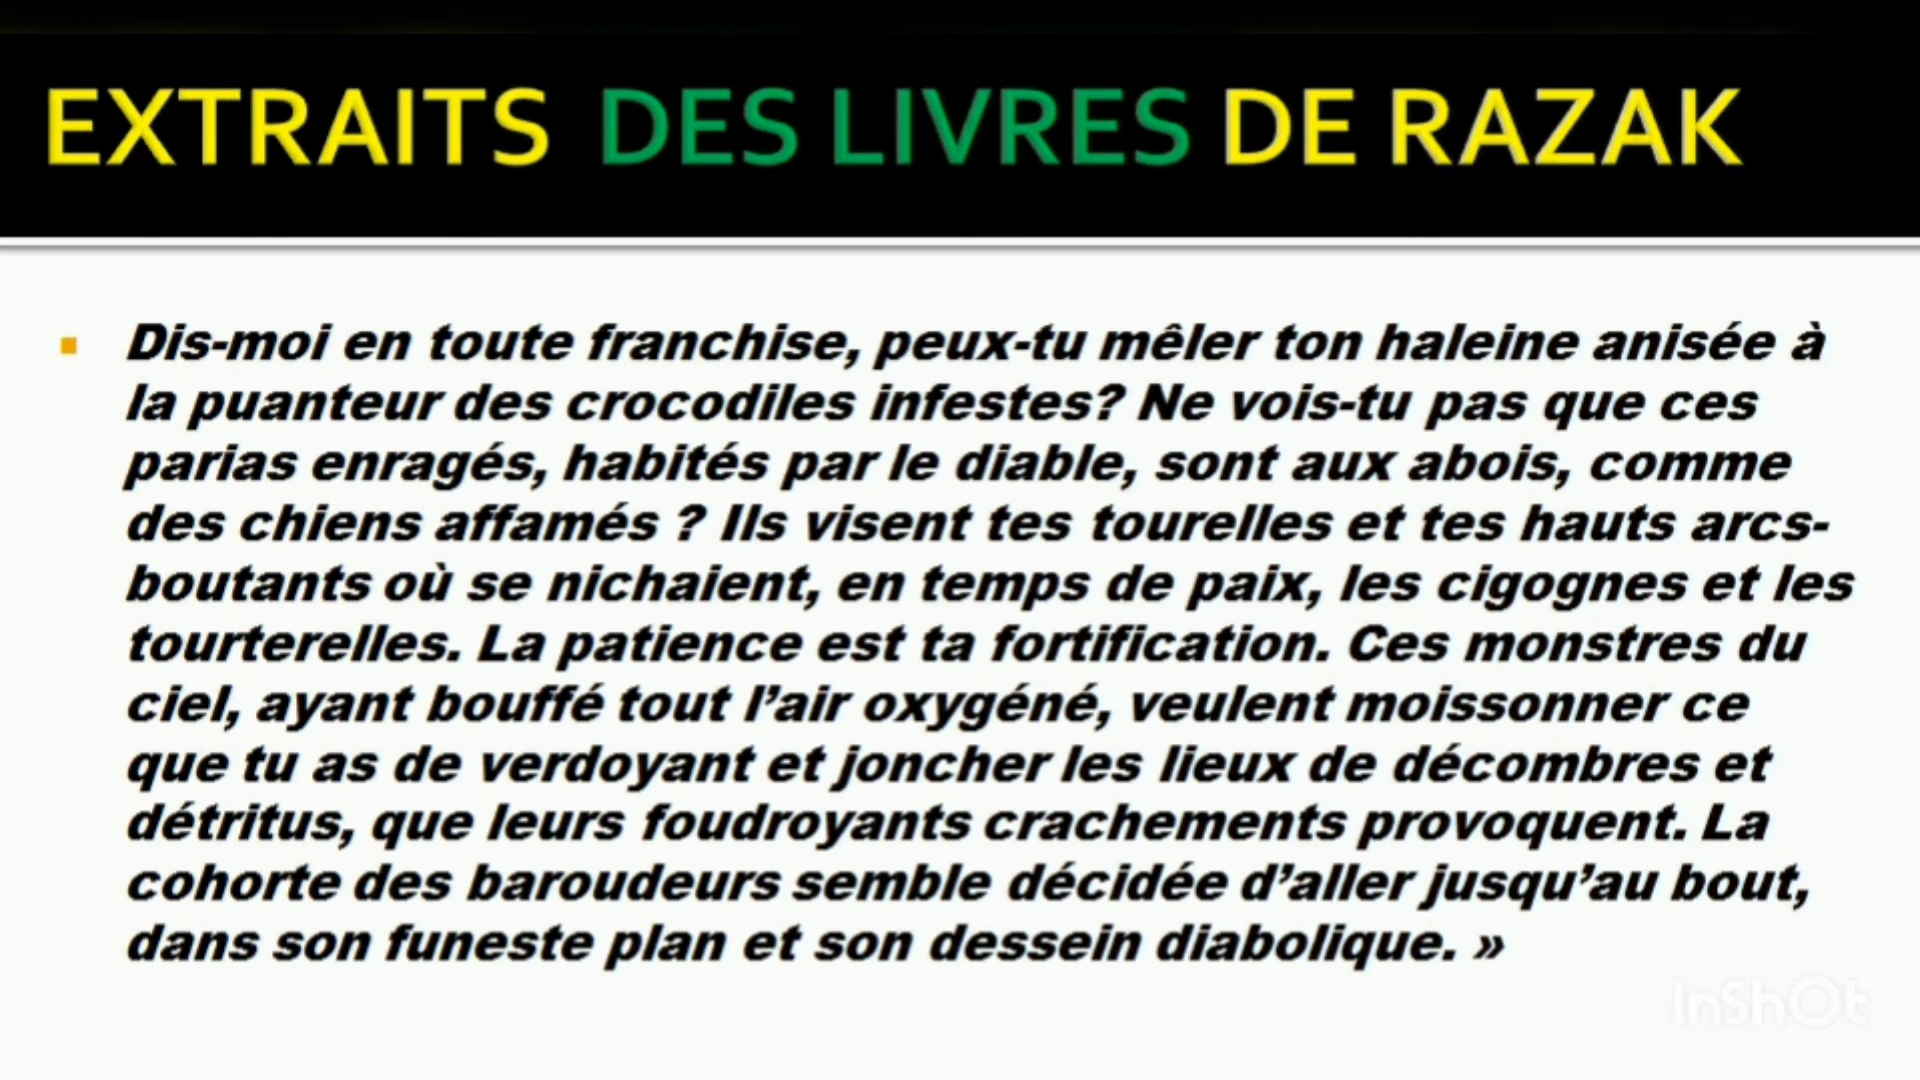 EXTRAITS DES LIVRES DE RAZAK
Dis-moi en toute franchise, peux-tu mêler ton haleine anisée à
la puanteur des crocodiles infestes? Ne vois-tu pas que ces
parias enragés, habités par le diable, sont aux abois, comme
des chiens affamés ? Ils visent tes tourelles et tes hauts arcs-
boutants où se nichaient, en temps de paix, les cigognes et les
tourterelles. La patience est ta fortification. Ces monstres du
ciel, ayant bouffé tout l’air oxygéné, veulent moissonner ce
que tu as de verdoyant et joncher les lieux de décombres et
détritus, que leurs foudroyants crachements provoquent. La
cohorte des baroudeurs semble décidée d’aller jusqu’au bout,
dans son funeste plan et son dessein diabolique. »
InShOt